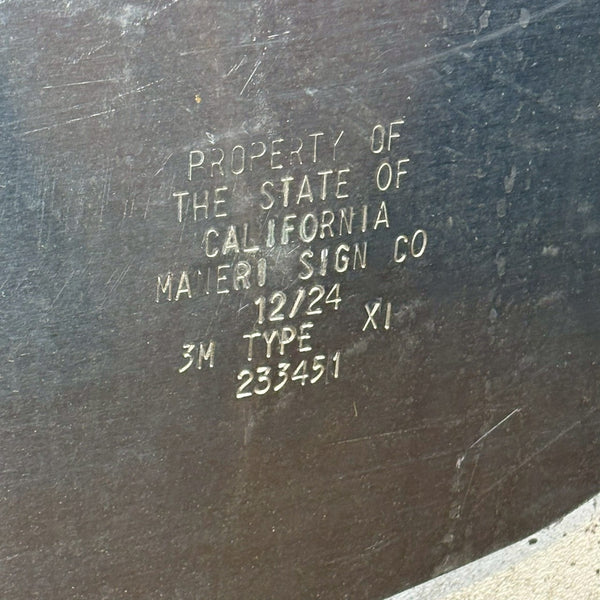 PROPERTY OF
THE STATE OF
CALIFORNIA
MANERI SIGN CO
12/24
3M TYPE XI
233451